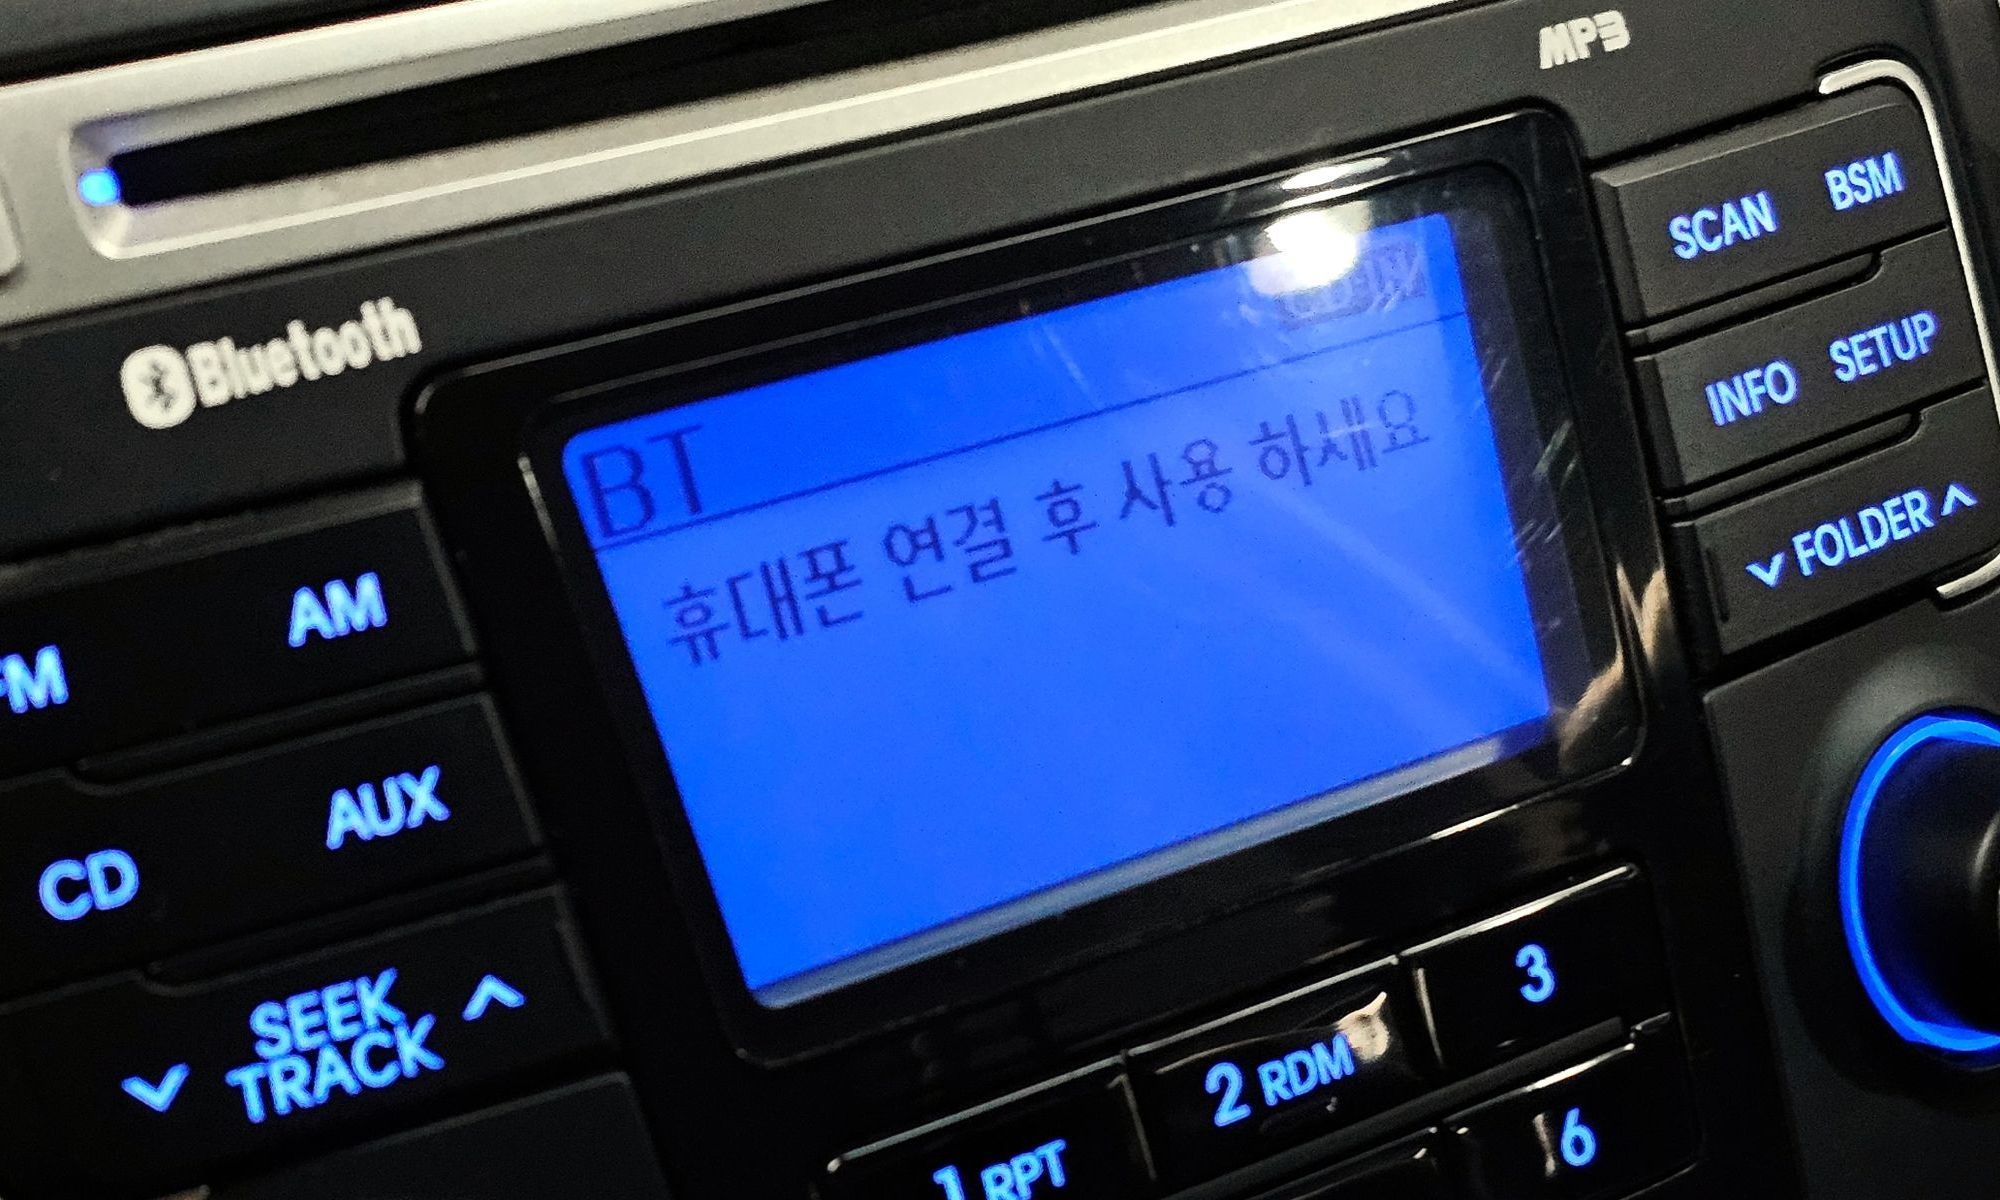 MP3
Bluetooth
SCAN BSM
BT
휴대폰 연결 후 사용 하세요
INFO SETUP
FOLDER
AM
CD AUX
SEEK
TRACK
3
2 RDM
1 RPT
6